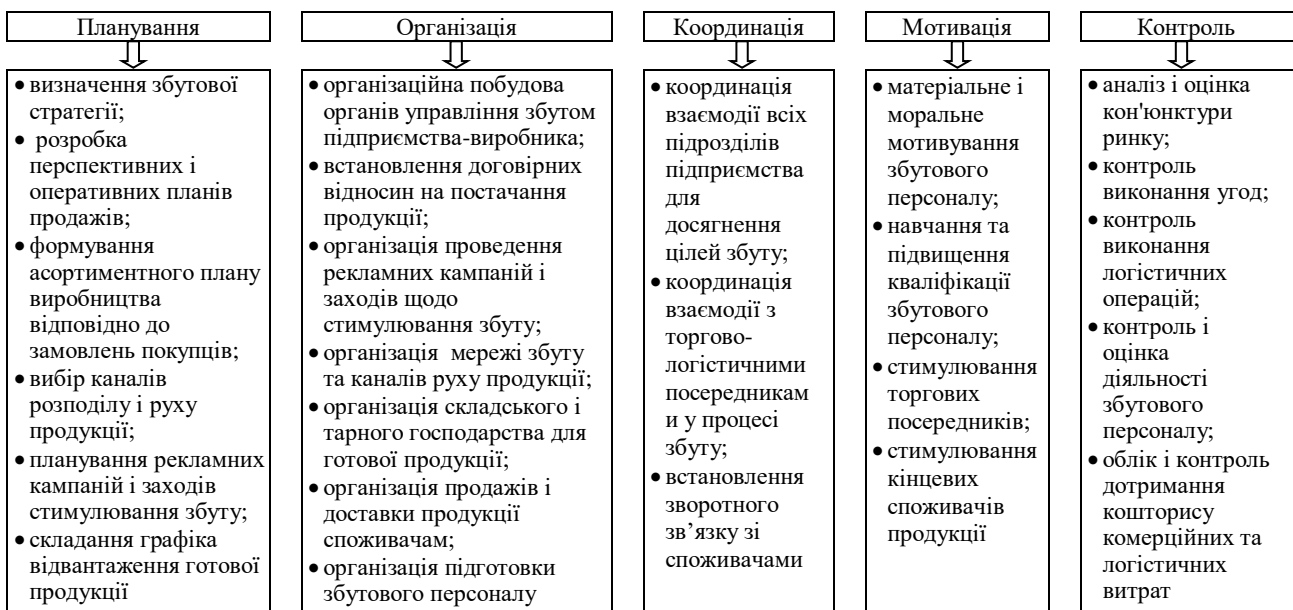 Планування
• визначення збутової
стратегії;
• розробка
перспективних і
оперативних планів
продажів;
• формування
асортиментного плану
виробництва
відповідно до
замовлень покупців;
• вибір каналів
розподілу і руху
продукції;
• планування рекламних
кампаній і заходів
стимулювання збуту;
• складання графіка
відвантаження готової
продукції
Організація
• організаційна побудова
органів управління збутом
підприємства-виробника;
• встановлення договірних
відносин на постачання
продукції;
• організація проведення
рекламних кампаній і
заходів щодо
стимулювання збуту;
• організація мережі збуту
та каналів руху продукції;
• організація складського і
тарного господарства для
готової продукції;
• організація продажів і
доставки продукції
споживачам;
• організація підготовки
збутового персоналу
Координація
• координація
взаємодії всіх
підрозділів
підприємства
для
досягнення
цілей збуту;
• координація
взаємодії з
торгово-
логістичними
посередникам
и у процесі
збуту;
• встановлення
зворотного
зв’язку зі
споживачами
Мотивація
• матеріальне і
моральне
мотивування
збутового
персоналу;
• навчання та
підвищення
кваліфікації
збутового
персоналу;
• стимулювання
торгових
посередників;
• стимулювання
кінцевих
споживачів
продукції
Контроль
• аналіз і оцінка
кон'юнктури
ринку;
• контроль
виконання угод;
• контроль
виконання
логістичних
операцій;
• контроль і
оцінка
діяльності
збутового
персоналу;
• облік і контроль
дотримання
кошторису
комерційних та
логістичних
витрат